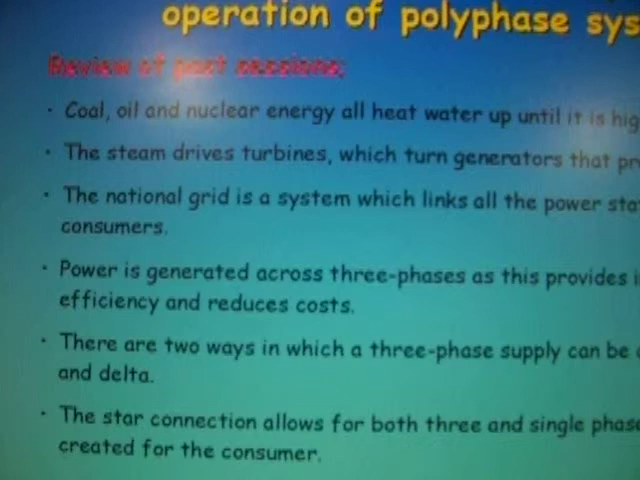 operation of polyphase sys
Review of past sessions;
· Coal, oil and nuclear energy all heat water up until it is hig
· The steam drives turbines, which turn generators that pr
· The national grid is a system which links all the power sta
consumers.
· Power is generated across three-phases as this provides i
efficiency and reduces costs.
· There are two ways in which a three-phase supply can be
and delta.
· The star connection allows for both three and single phase
created for the consumer.